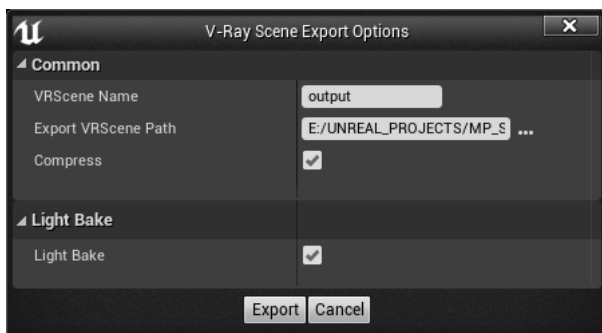 V-Ray Scene Export Options
Common
VRScene Name output
Export VRScene Path E:/UNREAL_PROJECTS/MP_S ...
Compress
Light Bake
Light Bake
Export Cancel